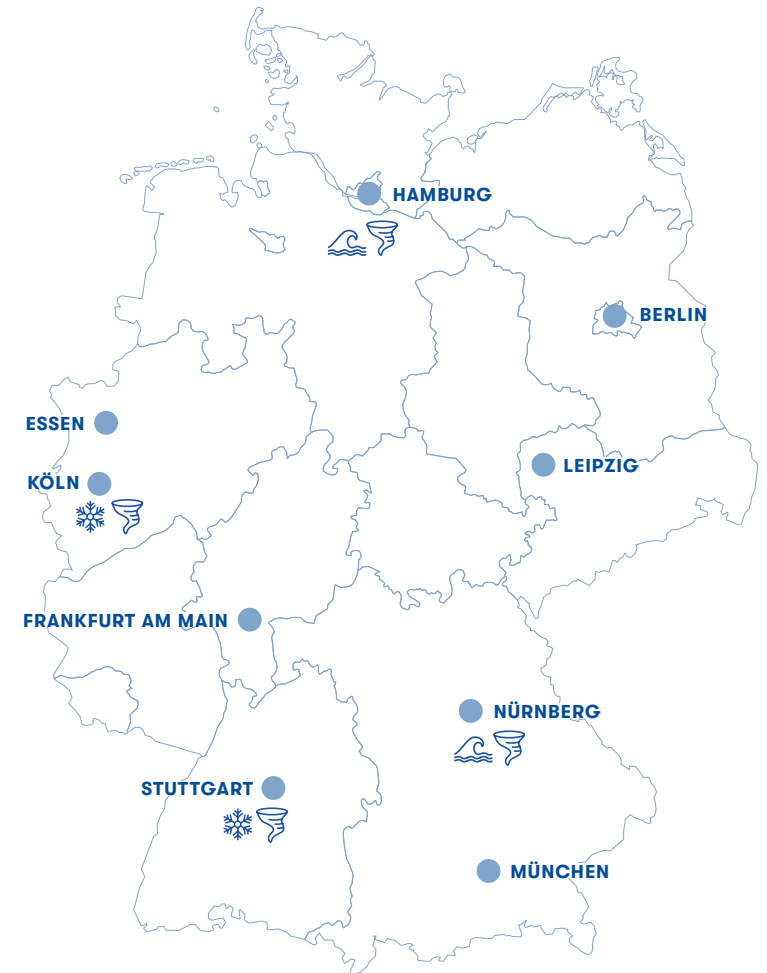 HAMBURG
BERLIN
ESSEN
LEIPZIG
KÖLN
FRANKFURT AM MAIN
NÜRNBERG
STUTTGART
MÜNCHEN